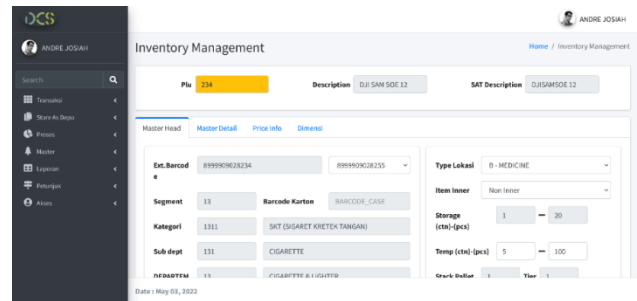 DCS
ANDRE JOSIAH
ANDRE JOSIAH
Inventory Management
Home / Inventory Management
Search
Transaksi
Store As Depo
Proses
Master
Laporan
Petunjuk
Akses
Plu 234 Description DJI SAM SOE 12 SAT Description DJISAMSOE 12
Master Head Master Detail Price Info Dimensi
Ext.Barcod
e
8999909028234 8999909028255
Type Lokasi B - MEDICINE
Item Inner Non Inner
Segment 13 Barcode Karton BARCODE_CASE
Storage
(ctn)-(pcs)
1 - 20
Kategori 1311 SKT (SIGARET KRETEK TANGAN)
Sub dept 131 CIGARETTE
Temp (ctn)-(pcs) 5 - 100
DEPARTEM 13 CIGARETTE & LIGHTER
Stack Pallet 1 Tier 1
Date : May 03, 2022